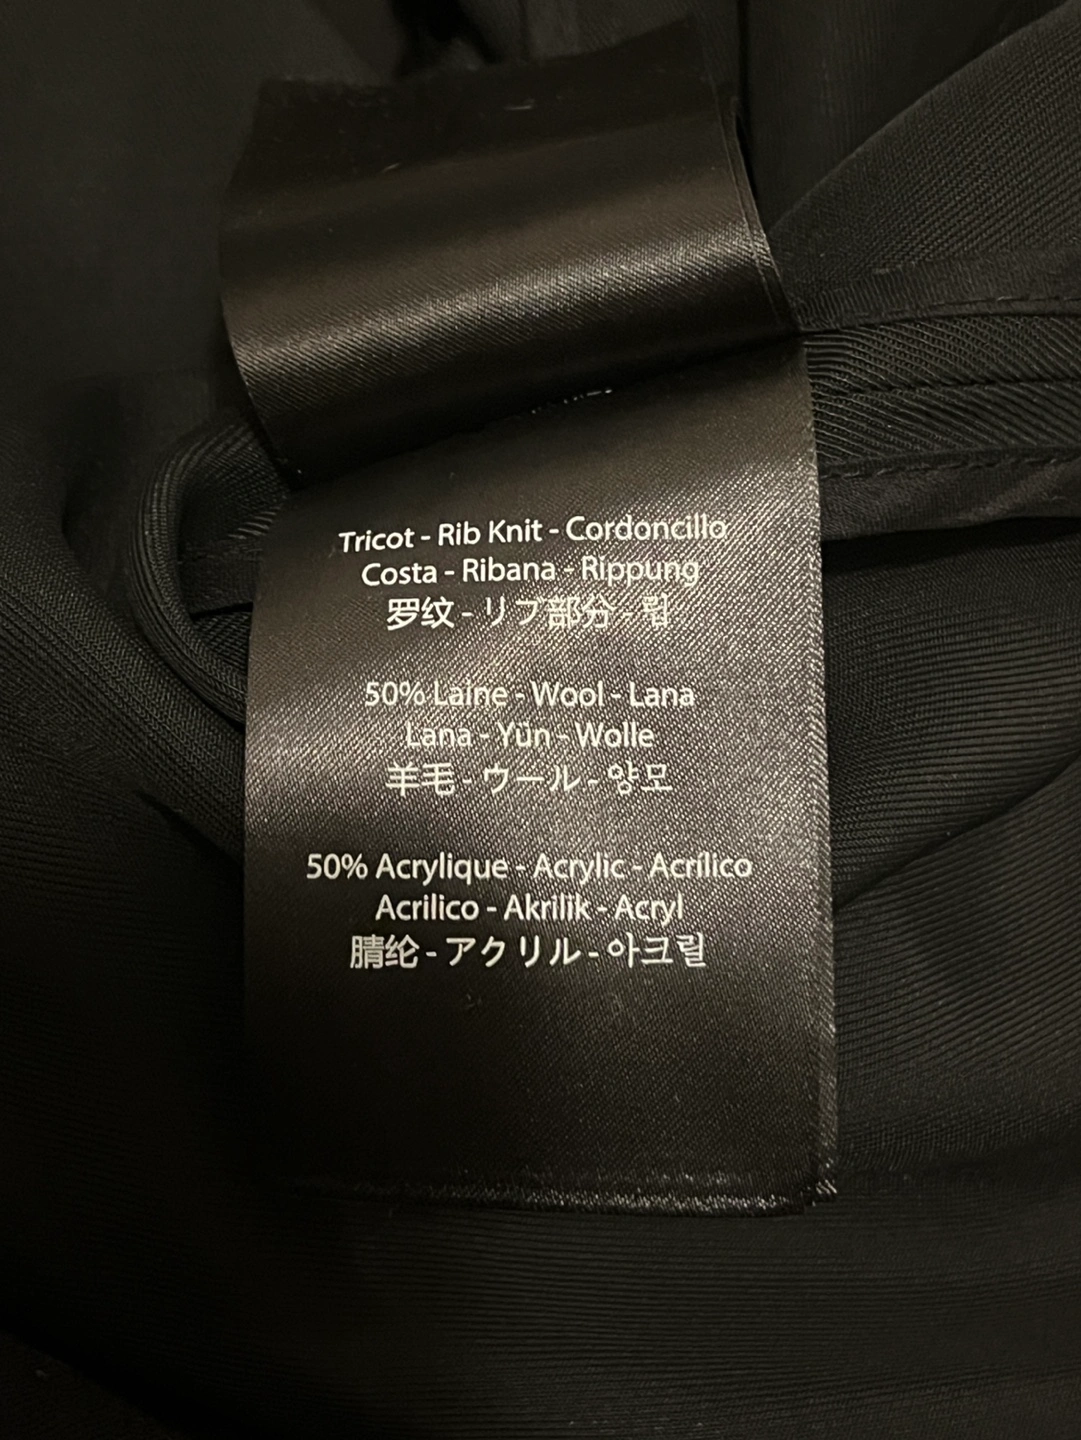 Tricot - Rib Knit - Cordoncillo
Costa - Ribana - Rippung
罗纹 - リブ部分 - 립
50% Laine - Wool - Lana
Lana - Yün - Wolle
羊毛 - ウール - 양모
50% Acrylique - Acrylic - Acrílico
Acrilico - Akrilik - Acryl
腈纶 - アクリル - 아크릴